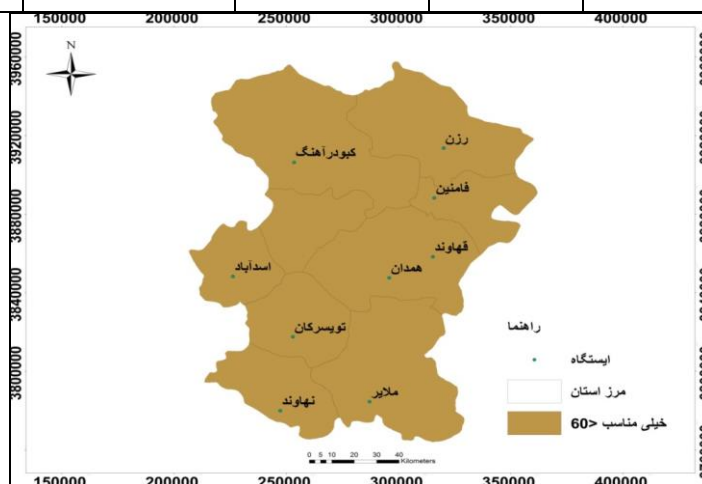 150000 200000 250000 300000 350000 400000
3960000
3920000
3880000
3840000
3800000
N
رزن
کبودرآهنگ
فامنین
قهاوند
همدان
اسدآباد
تویسرکان
ملایر
نهاوند
راهنما
ایستگاه
مرز استان
خیلی مناسب <60
0 5 10 20 30 40
Kilometers
150000 200000 250000 300000 350000 400000